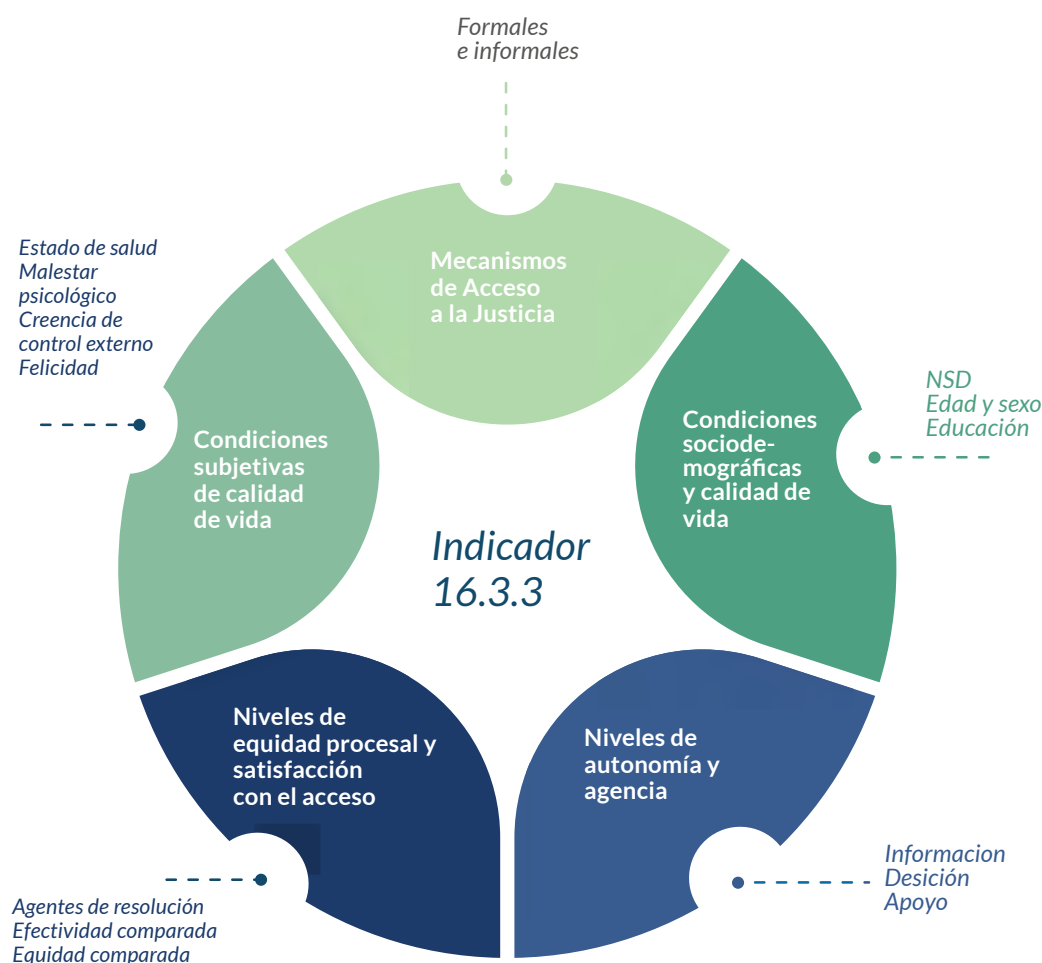 Formales
e informales
Mecanismos
de Acceso
a la Justicia
Estado de salud
Malestar
psicológico
Creencia de
control externo
Felicidad
Condiciones
subjetivas
de calidad
de vida
NSD
Edad y sexo
Educación
Condiciones
sociode-
mográficas
y calidad de
vida
Indicador
16.3.3
Niveles de
equidad procesal y
satisfacción
con el acceso
Niveles de
autonomía y
agencia
Informacion
Desición
Apoyo
Agentes de resolución
Efectividad comparada
Equidad comparada